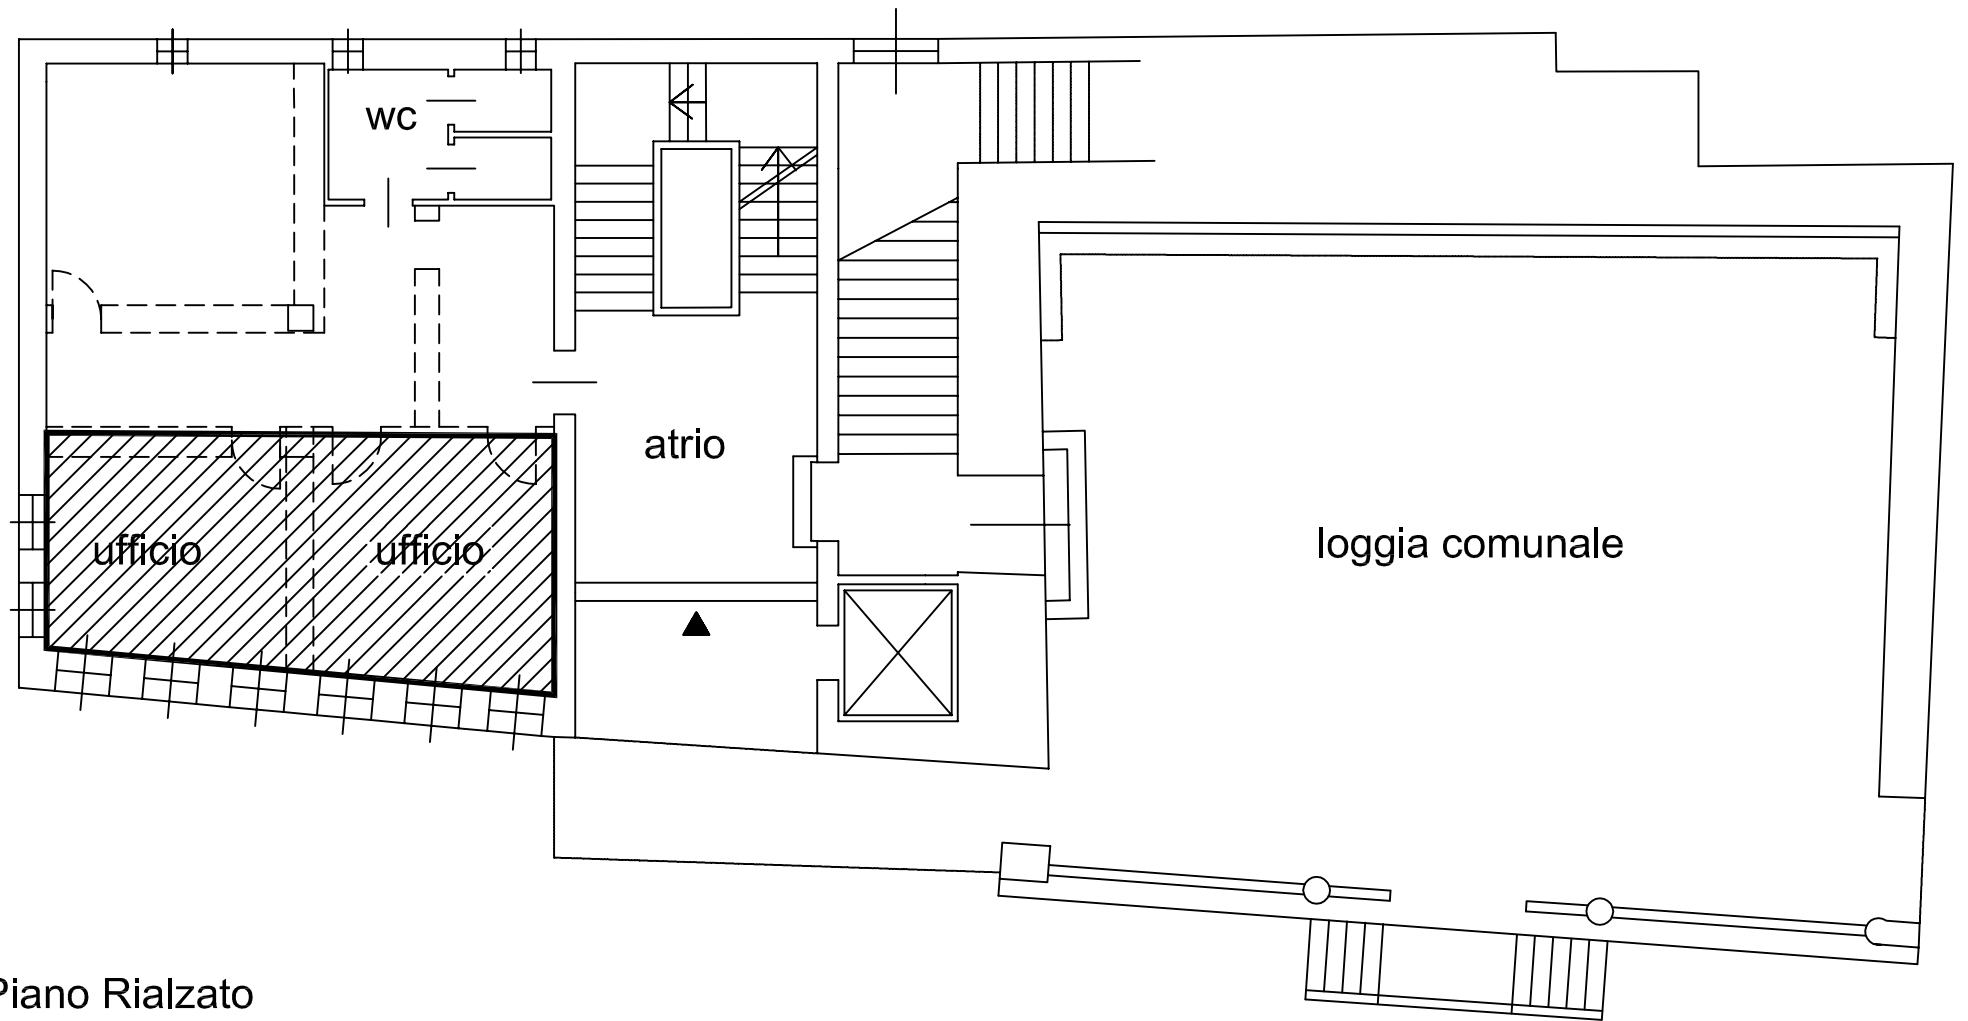 wc
atrio
ufficio
ufficio
loggia comunale
Piano Rialzato